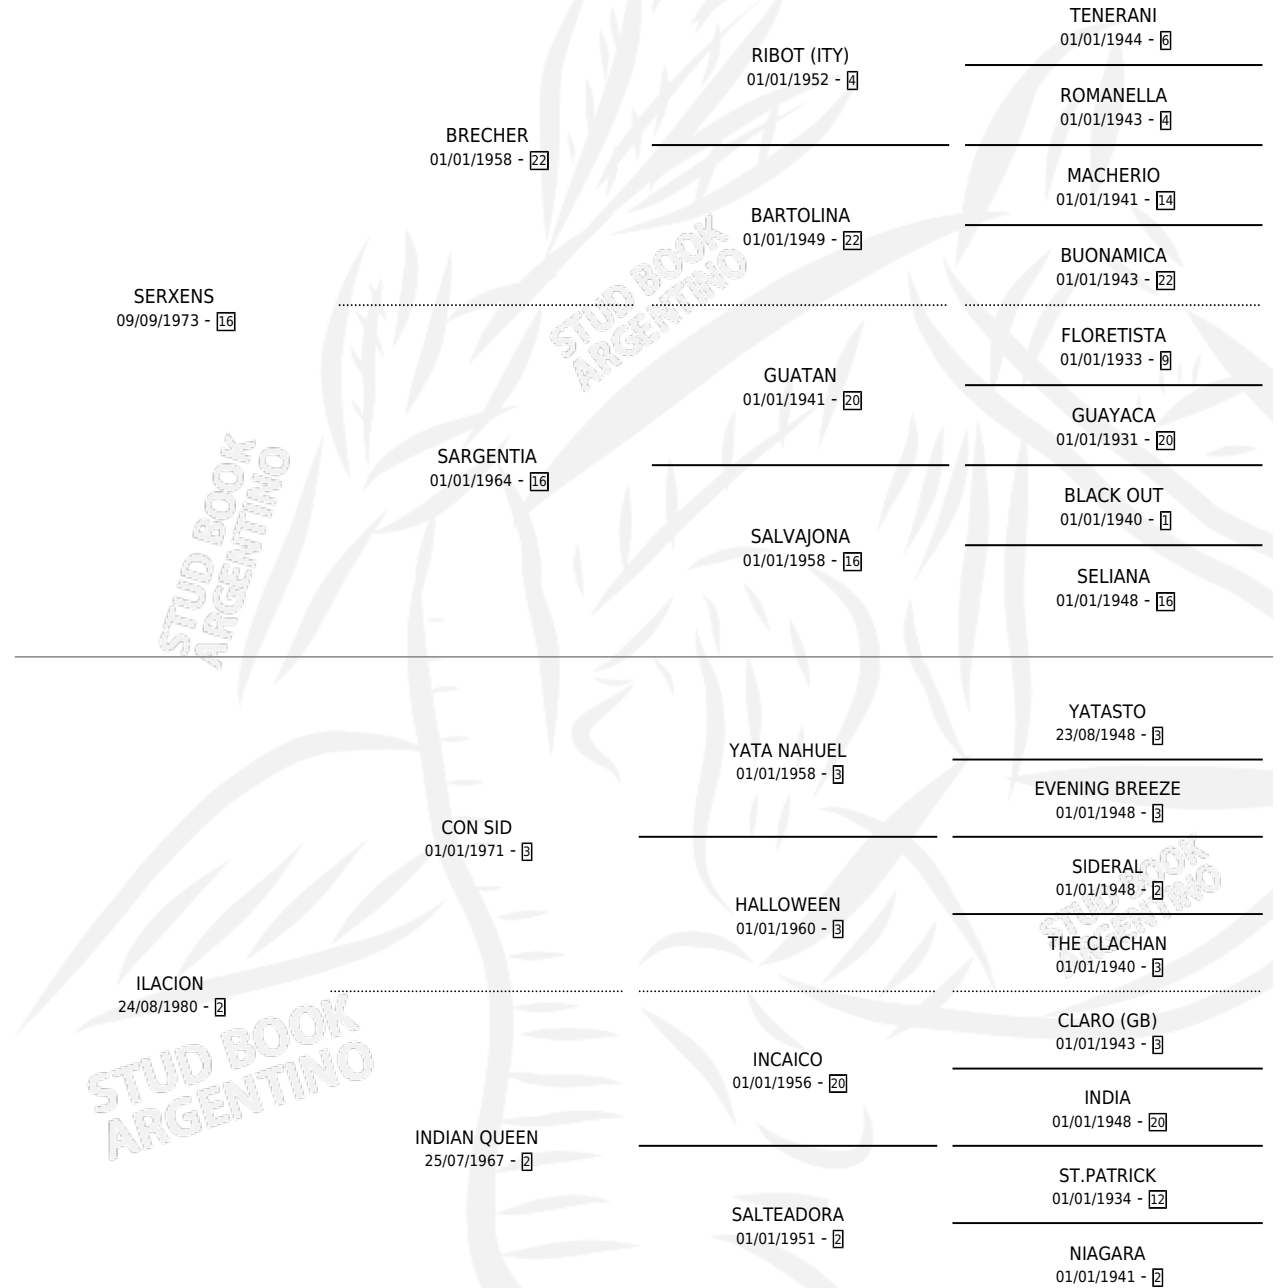 TENERANI
01/01/1944 - 6
RIBOT (ITY)
01/01/1952 - 4
ROMANELLA
01/01/1943 - 4
BRECHER
01/01/1958 - 22
MACHERIO
01/01/1941 - 14
BARTOLINA
01/01/1949 - 22
BUONAMICA
01/01/1943 - 22
SERXENS
09/09/1973 - 16
FLORETISTA
01/01/1933 - 9
GUATAN
01/01/1941 - 20
GUAYACA
01/01/1931 - 20
SARGENTIA
01/01/1964 - 16
BLACK OUT
01/01/1940 - 1
SALVAJONA
01/01/1958 - 16
SELIANA
01/01/1948 - 16
STUD BOOK
ARGENTINO
STUD BOOK
ARGENTINO
YATASTO
23/08/1948 - 3
YATA NAHUEL
01/01/1958 - 3
EVENING BREEZE
01/01/1948 - 3
CON SID
01/01/1971 - 3
SIDERAL
01/01/1948 - 2
HALLOWEEN
01/01/1960 - 3
THE CLACHAN
01/01/1940 - 3
ILACION
24/08/1980 - 2
CLARO (GB)
01/01/1943 - 3
INCAICO
01/01/1956 - 20
INDIA
01/01/1948 - 20
INDIAN QUEEN
25/07/1967 - 2
ST.PATRICK
01/01/1934 - 12
SALTEADORA
01/01/1951 - 2
NIAGARA
01/01/1941 - 2
STUD BOOK
ARGENTINO
STUD BOOK
ARGENTINO